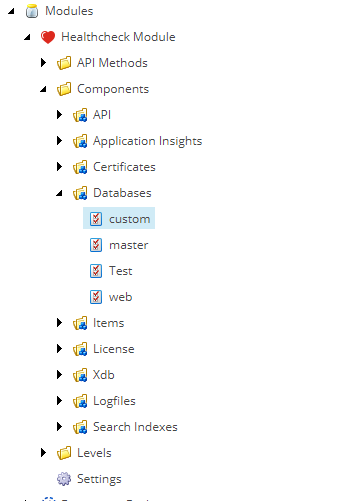 Modules
Healthcheck Module
API Methods
Components
API
Application Insights
Certificates
Databases
custom
master
Test
web
Items
License
Xdb
Logfiles
Search Indexes
Levels
Settings